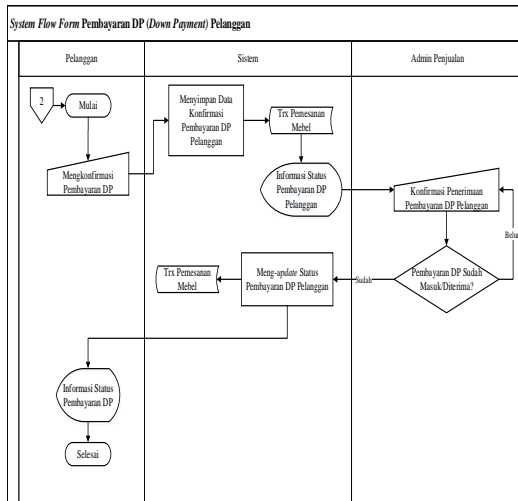 System Flow Form Pembayaran DP (Down Payment) Pelanggan
Pelanggan
Sistem
Admin Penjualan
2
Mulai
Mengkonfirmasi
Pembayaran DP
Menyimpan Data
Konfirmasi
Pembayaran DP
Pelanggan
Trx Pemesanan
Mebel
Informasi Status
Pembayaran DP
Pelanggan
Konfirmasi Penerimaan
Pembayaran DP Pelanggan
Belum
Pembayaran DP Sudah
Masuk/Diterima?
Sudah
Meng-update Status
Pembayaran DP Pelanggan
Trx Pemesanan
Mebel
Informasi Status
Pembayaran DP
Selesai